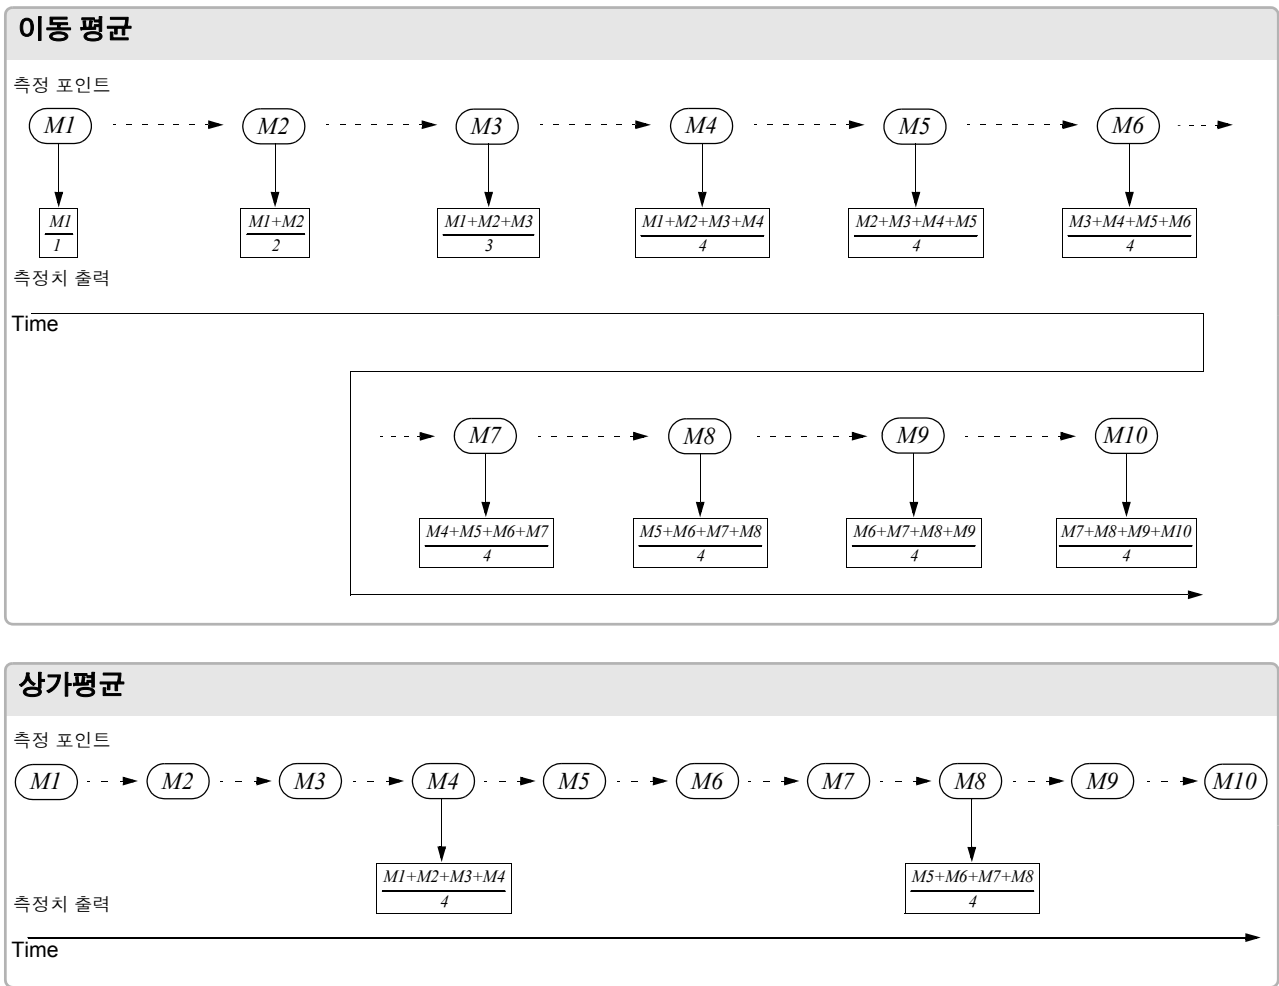 이동 평균
측정 포인트
M1 M2 M3 M4 M5 M6
M1 M1+M2 M1+M2+M3 M1+M2+M3+M4 M2+M3+M4+M5 M3+M4+M5+M6
1 2 3 4 4 4
측정치 출력
Time
M7 M8 M9 M10
M4+M5+M6+M7 M5+M6+M7+M8 M6+M7+M8+M9 M7+M8+M9+M10
4 4 4 4
상가평균
측정 포인트
M1 M2 M3 M4 M5 M6 M7 M8 M9 M10
M1+M2+M3+M4 M5+M6+M7+M8
4 4
측정치 출력
Time